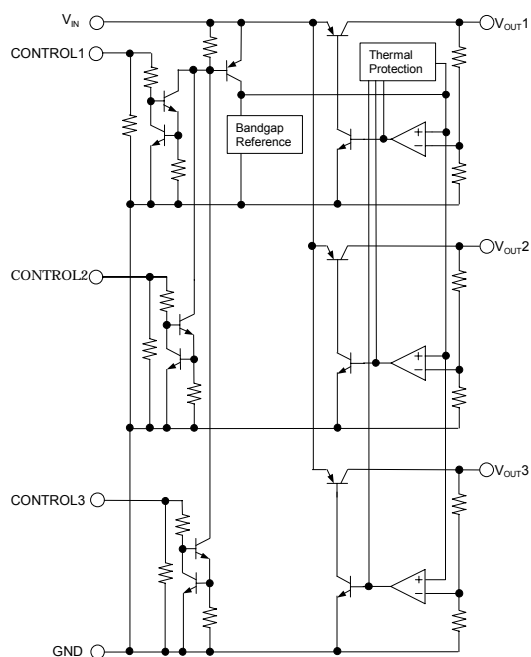 VIN
VOUT1
CONTROL1
Thermal
Protection
Bandgap
Reference
+
−
CONTROL2
VOUT2
+
−
CONTROL3
VOUT3
+
−
GND